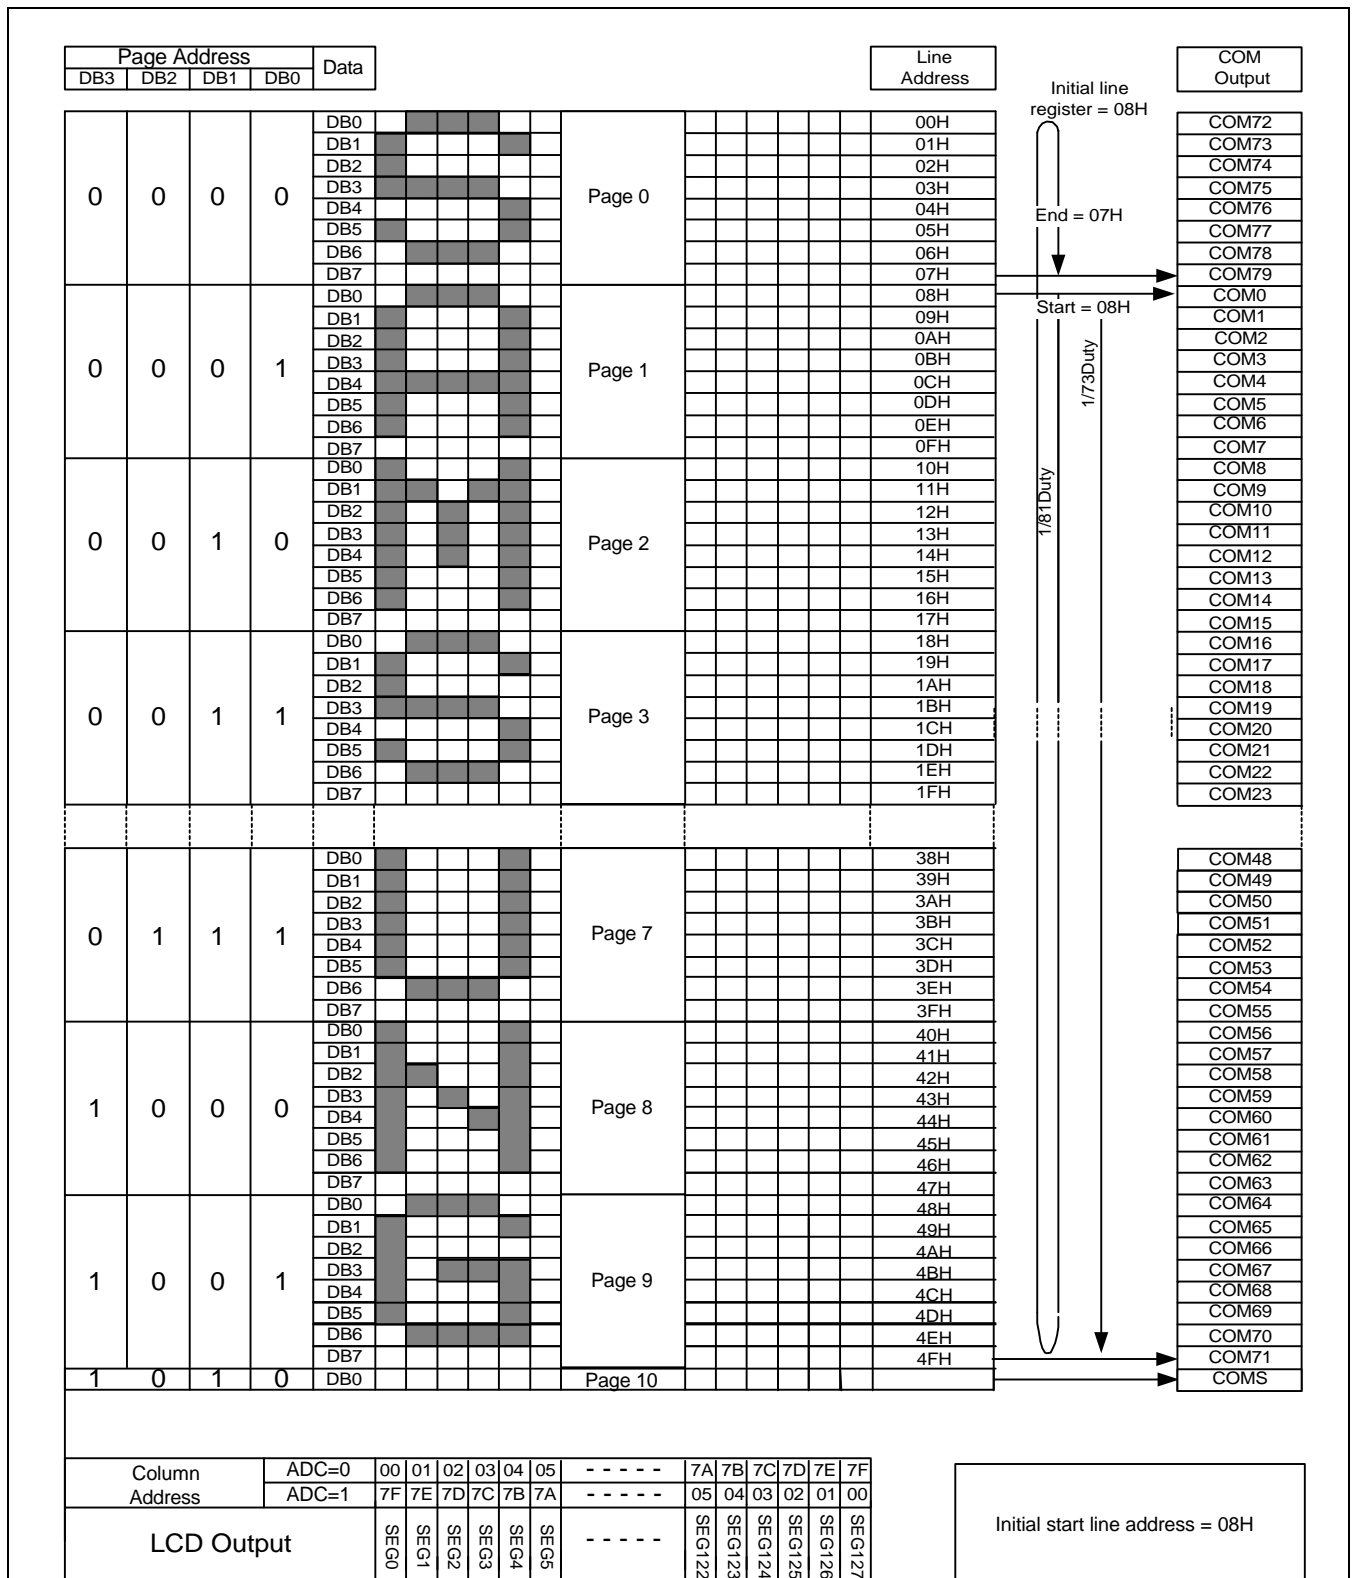 Page Address Data Line Address COM Output
DB3 DB2 DB1 DB0
Initial line
register = 08H
DB0 00H COM72
DB1 01H COM73
DB2 02H COM74
DB3 03H COM75
0 0 0 0 Page 0
DB4 04H COM76
End = 07H
DB5 05H COM77
DB6 06H COM78
DB7 07H COM79
DB0 08H COM0
Start = 08H
DB1 09H COM1
DB2 0AH COM2
DB3 0BH COM3
0 0 0 1 Page 1
1/73Duty
DB4 0CH COM4
DB5 0DH COM5
DB6 0EH COM6
DB7 0FH COM7
DB0 10H COM8
DB1 11H COM9
DB2 12H COM10
1/81Duty
DB3 13H COM11
0 0 1 0 Page 2
DB4 14H COM12
DB5 15H COM13
DB6 16H COM14
DB7 17H COM15
DB0 18H COM16
DB1 19H COM17
DB2 1AH COM18
DB3 1BH COM19
0 0 1 1 Page 3
DB4 1CH COM20
DB5 1DH COM21
DB6 1EH COM22
DB7 1FH COM23
DB0 38H COM48
DB1 39H COM49
DB2 3AH COM50
DB3 3BH COM51
0 1 1 1 Page 7
DB4 3CH COM52
DB5 3DH COM53
DB6 3EH COM54
DB7 3FH COM55
DB0 40H COM56
DB1 41H COM57
DB2 42H COM58
DB3 43H COM59
1 0 0 0 Page 8
DB4 44H COM60
DB5 45H COM61
DB6 46H COM62
DB7 47H COM63
DB0 48H COM64
DB1 49H COM65
DB2 4AH COM66
DB3 4BH COM67
1 0 0 1 Page 9
DB4 4CH COM68
DB5 4DH COM69
DB6 4EH COM70
DB7 4FH COM71
1 0 1 0 DB0 Page 10 COMS
Column Address
ADC=0 00 01 02 03 04 05 - - - - - 7A 7B 7C 7D 7E 7F
ADC=1 7F 7E 7D 7C 7B 7A - - - - - 05 04 03 02 01 00
LCD Output SEG0 SEG1 SEG2 SEG3 SEG4 SEG5 - - - - - SEG122 SEG123 SEG124 SEG125 SEG126 SEG127
Initial start line address = 08H